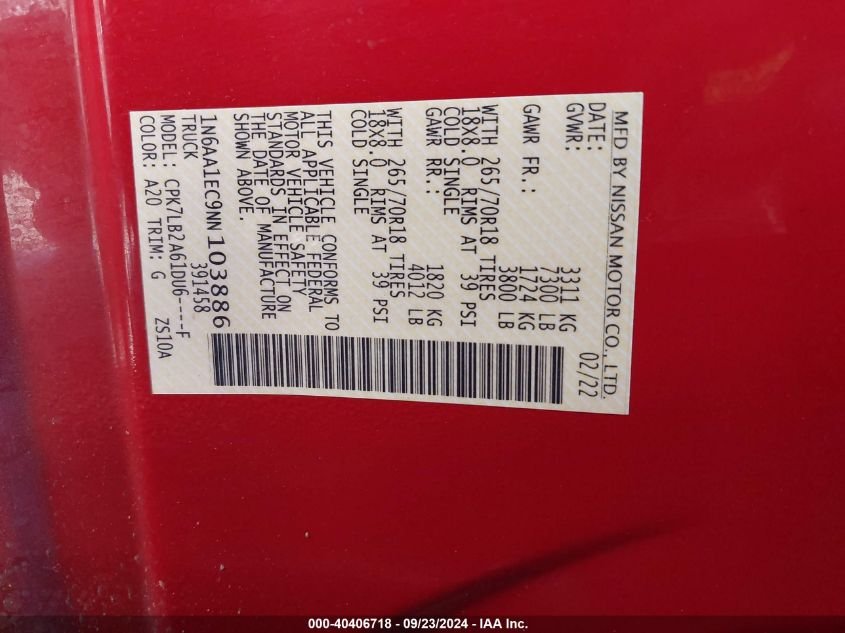 MFD BY NISSAN MOTOR CO., LTD.
DATE: 02/22
GVWR: 3311 KG
7300 LB
GAWR FR.: 1724 KG
3800 LB
WITH 265/70R18 TIRES
18X8.0 RIMS AT 39 PSI
COLD SINGLE
GAWR RR.: 1820 KG
4012 LB
WITH 265/70R18 TIRES
18X8.0 RIMS AT 39 PSI
COLD SINGLE
THIS VEHICLE CONFORMS TO
ALL APPLICABLE FEDERAL
MOTOR VEHICLE SAFETY
STANDARDS IN EFFECT ON
THE DATE OF MANUFACTURE
SHOWN ABOVE.
1N6AA1EC9NN103886
TRUCK 391458
MODEL: CPK7LB2A61DU6----F
COLOR: A20 TRIM: G ZS10A
000-40406718 - 09/23/2024 - IAA Inc.